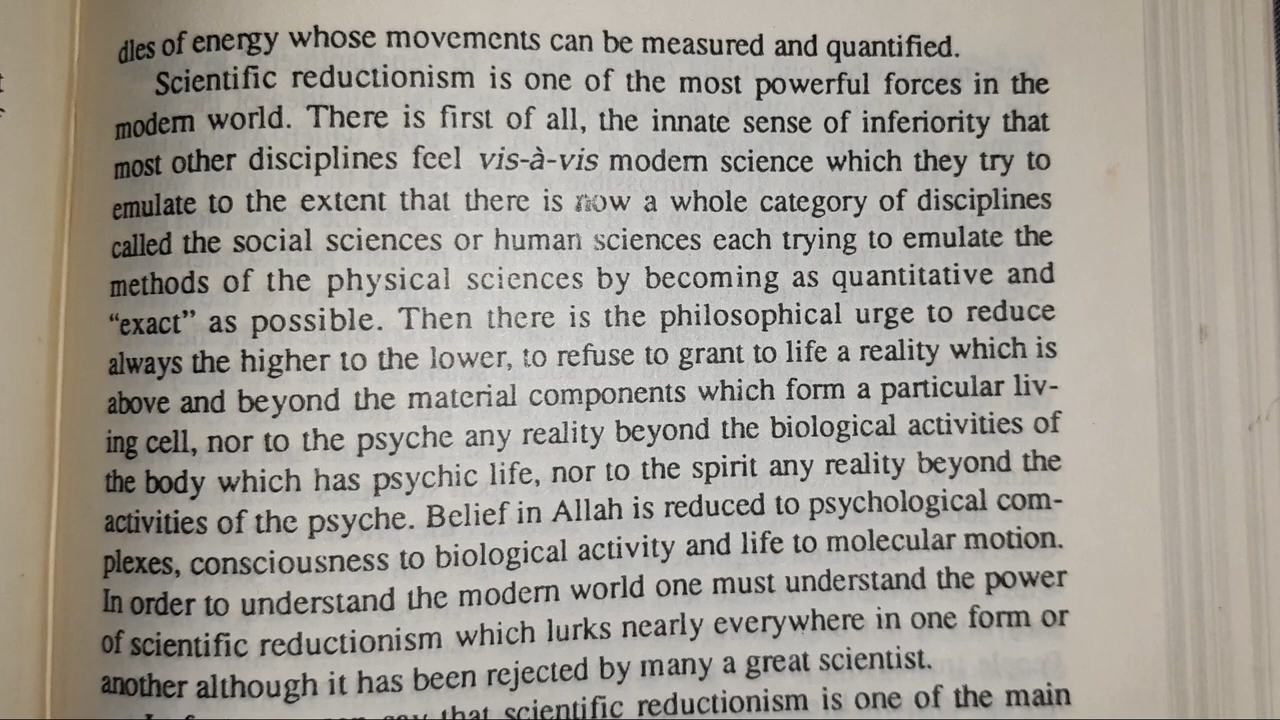 dles of energy whose movements can be measured and quantified.
Scientific reductionism is one of the most powerful forces in the
modern world. There is first of all, the innate sense of inferiority that
most other disciplines feel vis-à-vis modern science which they try to
emulate to the extent that there is now a whole category of disciplines
called the social sciences or human sciences each trying to emulate the
methods of the physical sciences by becoming as quantitative and
“exact” as possible. Then there is the philosophical urge to reduce
always the higher to the lower, to refuse to grant to life a reality which is
above and beyond the material components which form a particular liv-
ing cell, nor to the psyche any reality beyond the biological activities of
the body which has psychic life, nor to the spirit any reality beyond the
activities of the psyche. Belief in Allah is reduced to psychological com-
plexes, consciousness to biological activity and life to molecular motion.
In order to understand the modern world one must understand the power
of scientific reductionism which lurks nearly everywhere in one form or
another although it has been rejected by many a great scientist.
say that scientific reductionism is one of the main